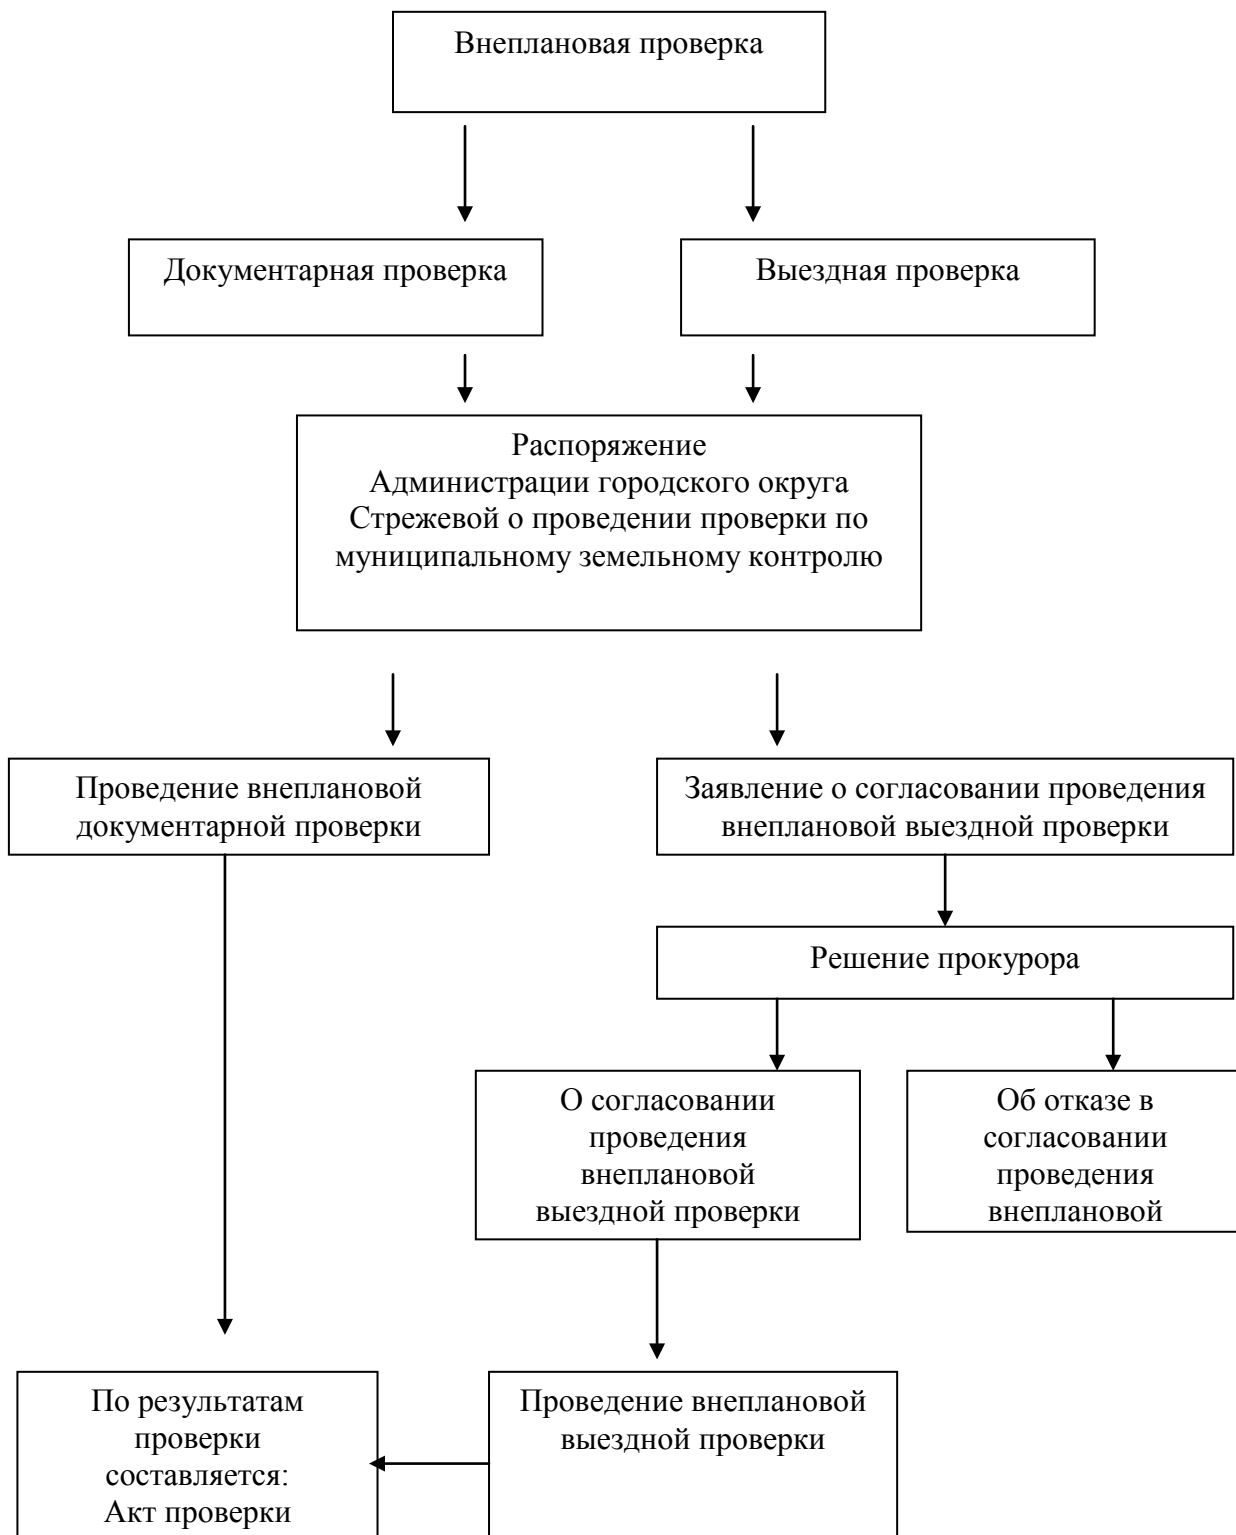 Внеплановая проверка
Документарная проверка
Выездная проверка
Распоряжение
Администрации городского округа
Стрежевой о проведении проверки по
муниципальному земельному контролю
Проведение внеплановой
документарной проверки
Заявление о согласовании проведения
внеплановой выездной проверки
Решение прокурора
О согласовании
проведения
внеплановой
выездной проверки
Об отказе в
согласовании
проведения
внеплановой
По результатам
проверки
составляется:
Акт проверки
Проведение внеплановой
выездной проверки